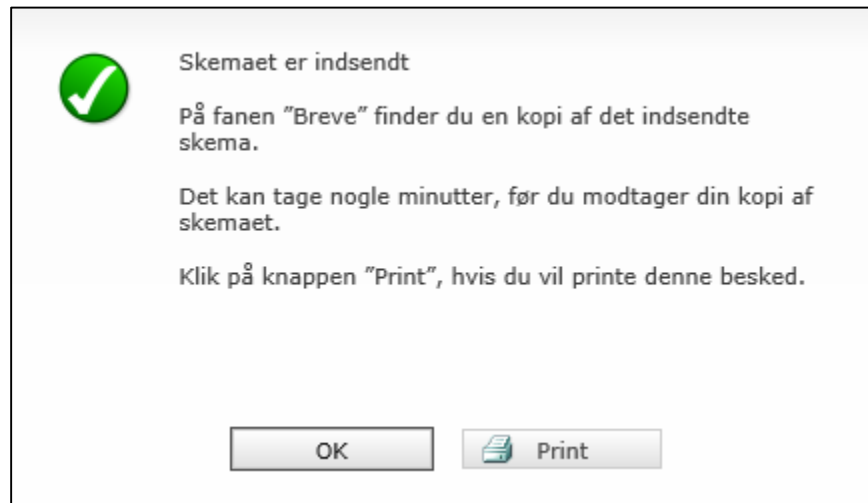 Skemaet er indsendt
På fanen ”Breve” finder du en kopi af det indsendte
skema.
Det kan tage nogle minutter, før du modtager din kopi af
skemaet.
Klik på knappen ”Print”, hvis du vil printe denne besked.
OK
Print